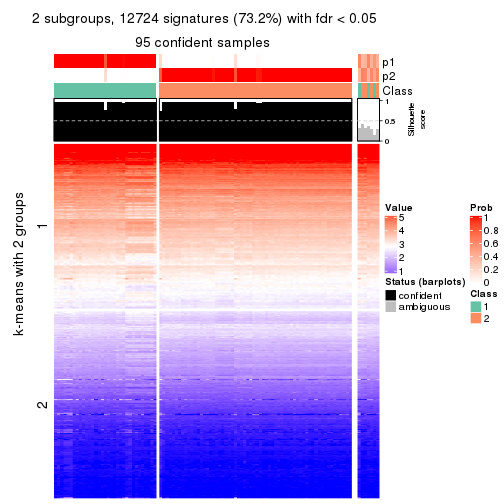 2 subgroups, 12724 signatures (73.2%) with fdr < 0.05
95 confident samples
p1
p2
Class
1
0.5
0
Silhouette
score
k-means with 2 groups
1
2
Value
5
4
3
2
1
Status (barplots)
confident
ambiguous
Prob
1
0.8
0.6
0.4
0.2
0
Class
1
2